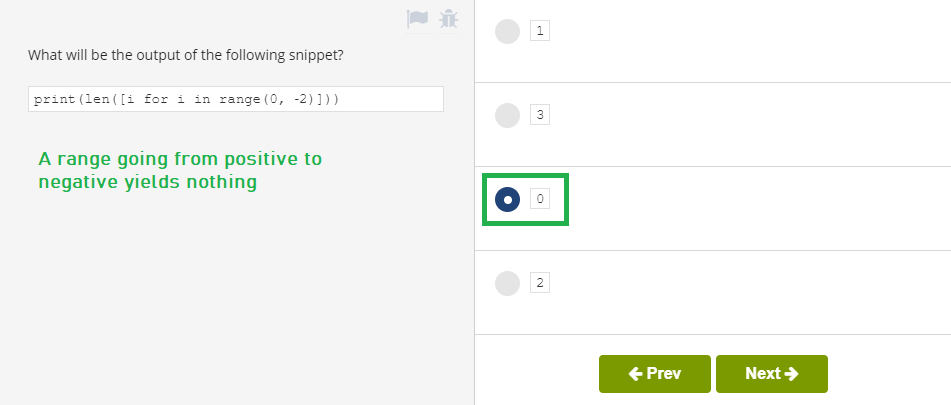 What will be the output of the following snippet?
print(len([i for i in range(0, -2)]))
A range going from positive to
negative yields nothing
1
3
0
2
Prev
Next